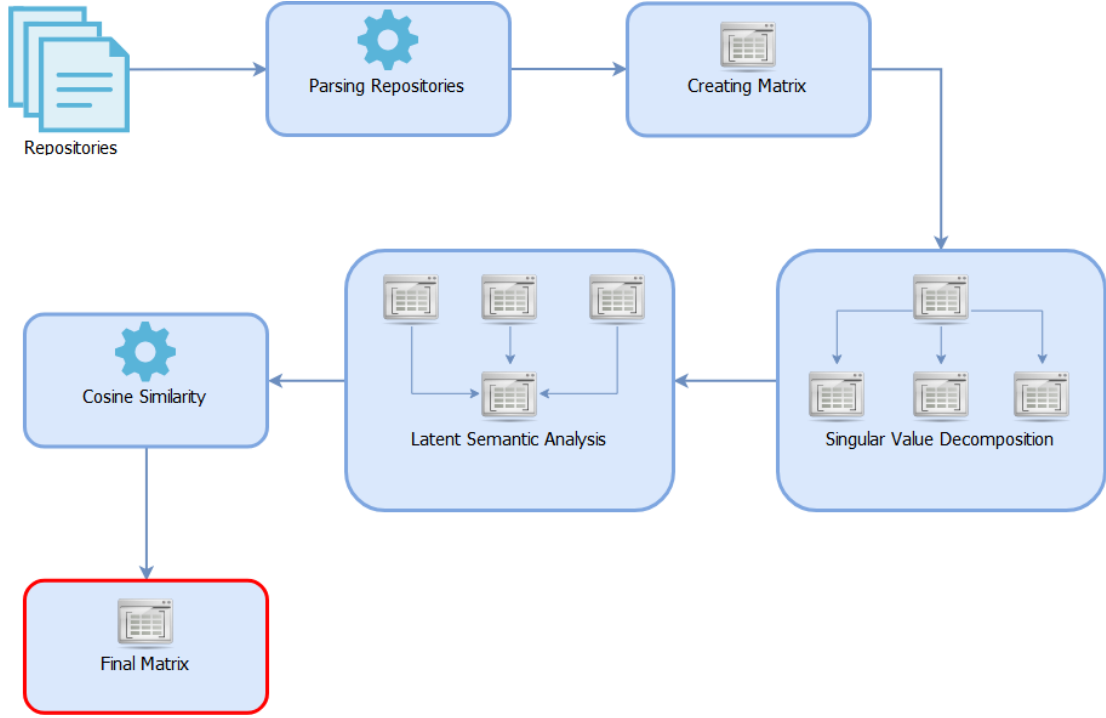 Repositories
Parsing Repositories
Creating Matrix
Singular Value Decomposition
Latent Semantic Analysis
Cosine Similarity
Final Matrix